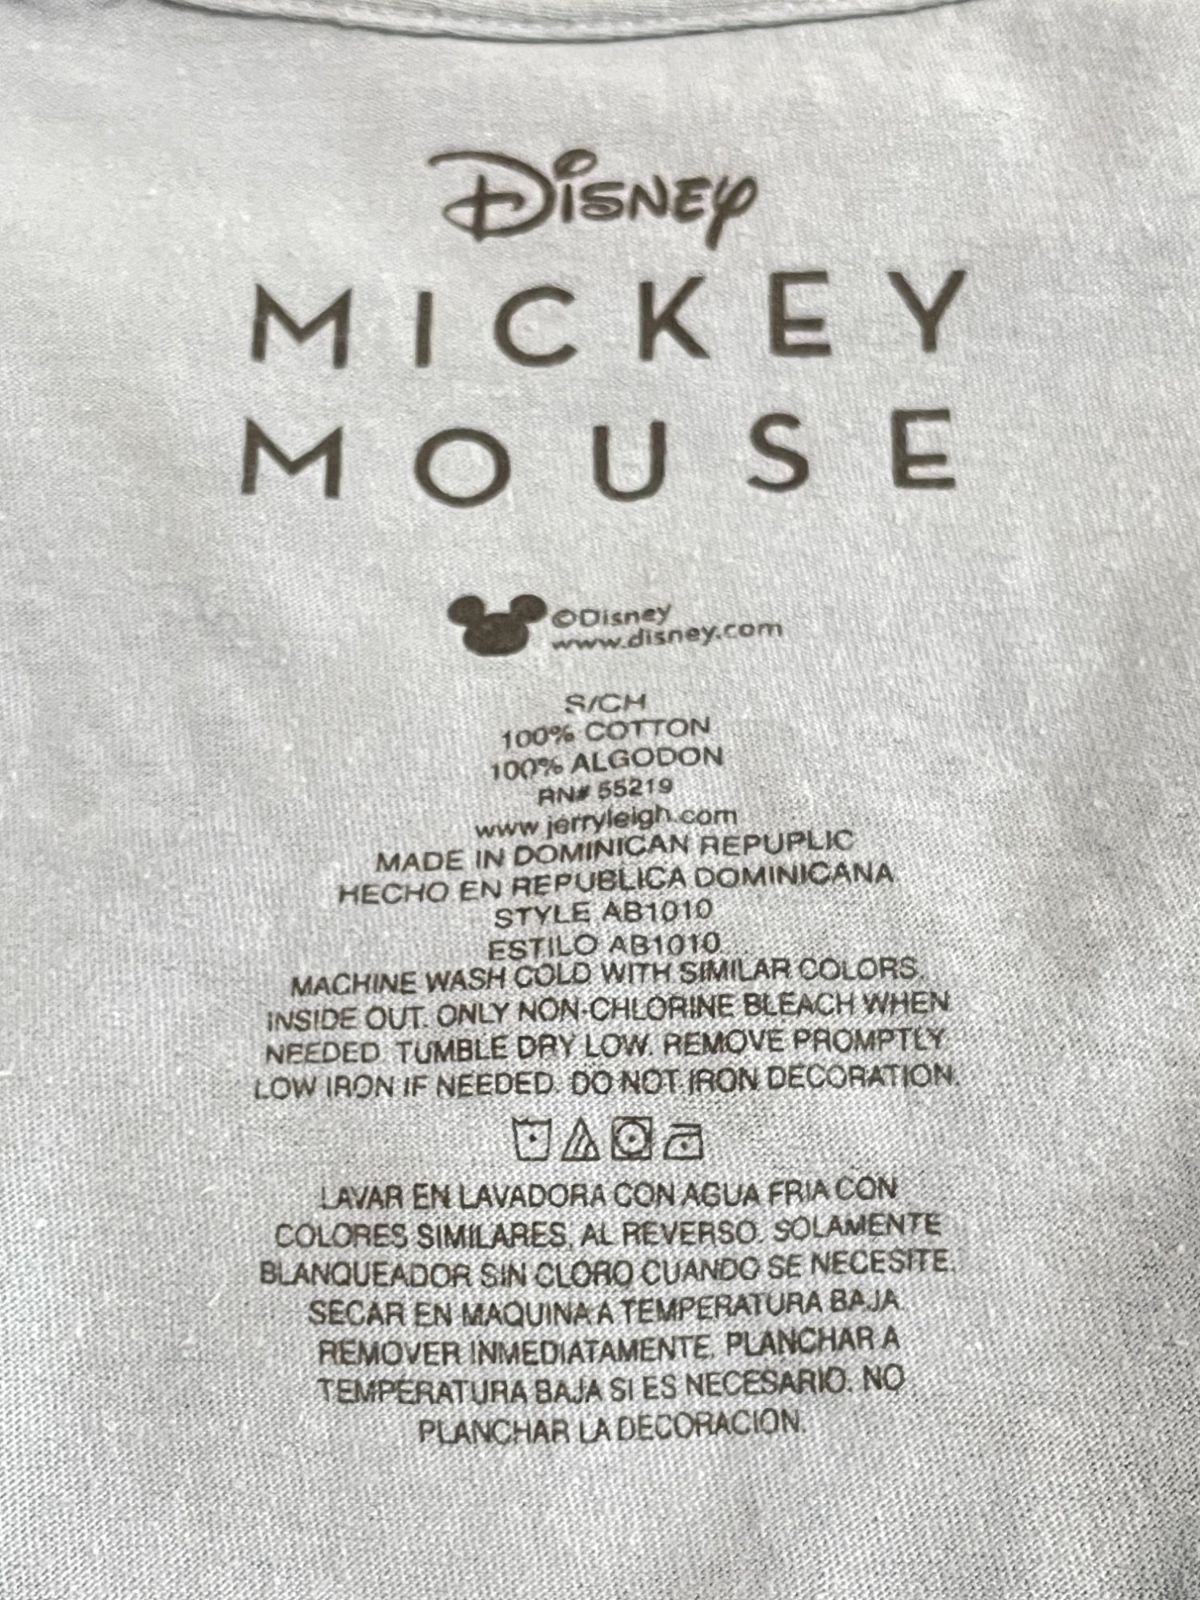 Disney
MICKEY
MOUSE
©Disney
www.disney.com
S/CH
100% COTTON
100% ALGODON
RN# 55219
www.jerryleigh.com
MADE IN DOMINICAN REPUPLIC
HECHO EN REPUBLICA DOMINICANA
STYLE AB1010
ESTILO AB1010
MACHINE WASH COLD WITH SIMILAR COLORS.
INSIDE OUT. ONLY NON-CHLORINE BLEACH WHEN
NEEDED. TUMBLE DRY LOW. REMOVE PROMPTLY
LOW IRON IF NEEDED. DO NOT IRON DECORATION.
LAVAR EN LAVADORA CON AGUA FRIA CON
COLORES SIMILARES, AL REVERSO. SOLAMENTE
BLANQUEADOR SIN CLORO CUANDO SE NECESITE.
SECAR EN MAQUINA A TEMPERATURA BAJA
REMOVER INMEDIATAMENTE. PLANCHAR A
TEMPERATURA BAJA SI ES NECESARIO. NO
PLANCHAR LA DECORACION.